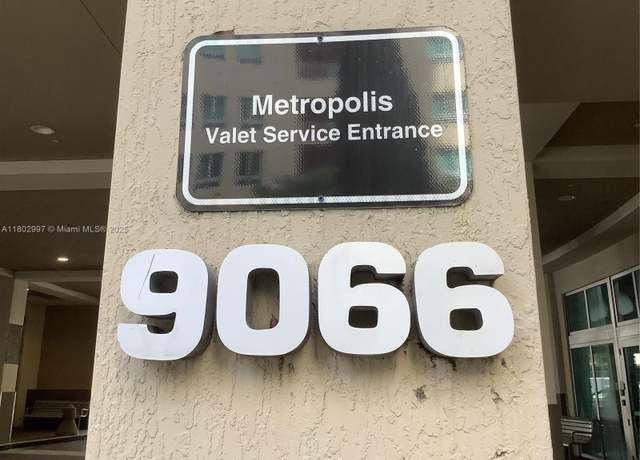 Metropolis
Valet Service Entrance
A11802997 © Miami MLS® 2025
9066